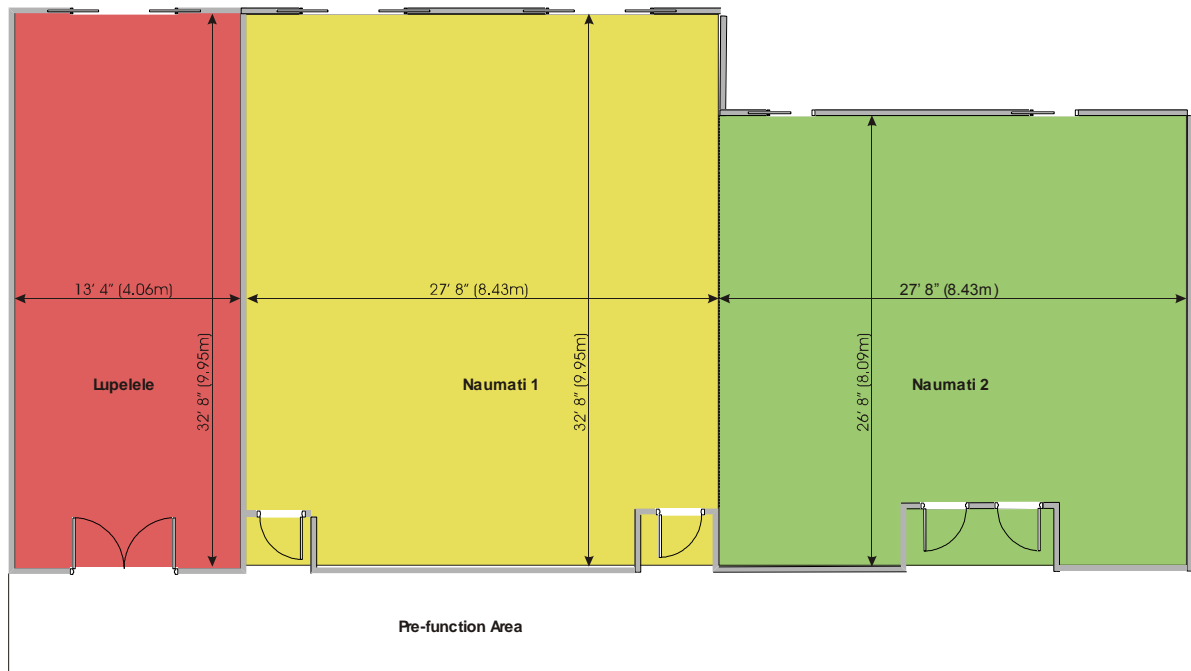 13' 4" (4.06m)
27' 8" (8.43m)
27' 8" (8.43m)
32' 8" (9.95m)
32' 8" (9.95m)
26' 8" (8.09m)
Lupelele
Naumati 1
Naumati 2
Pre-function Area